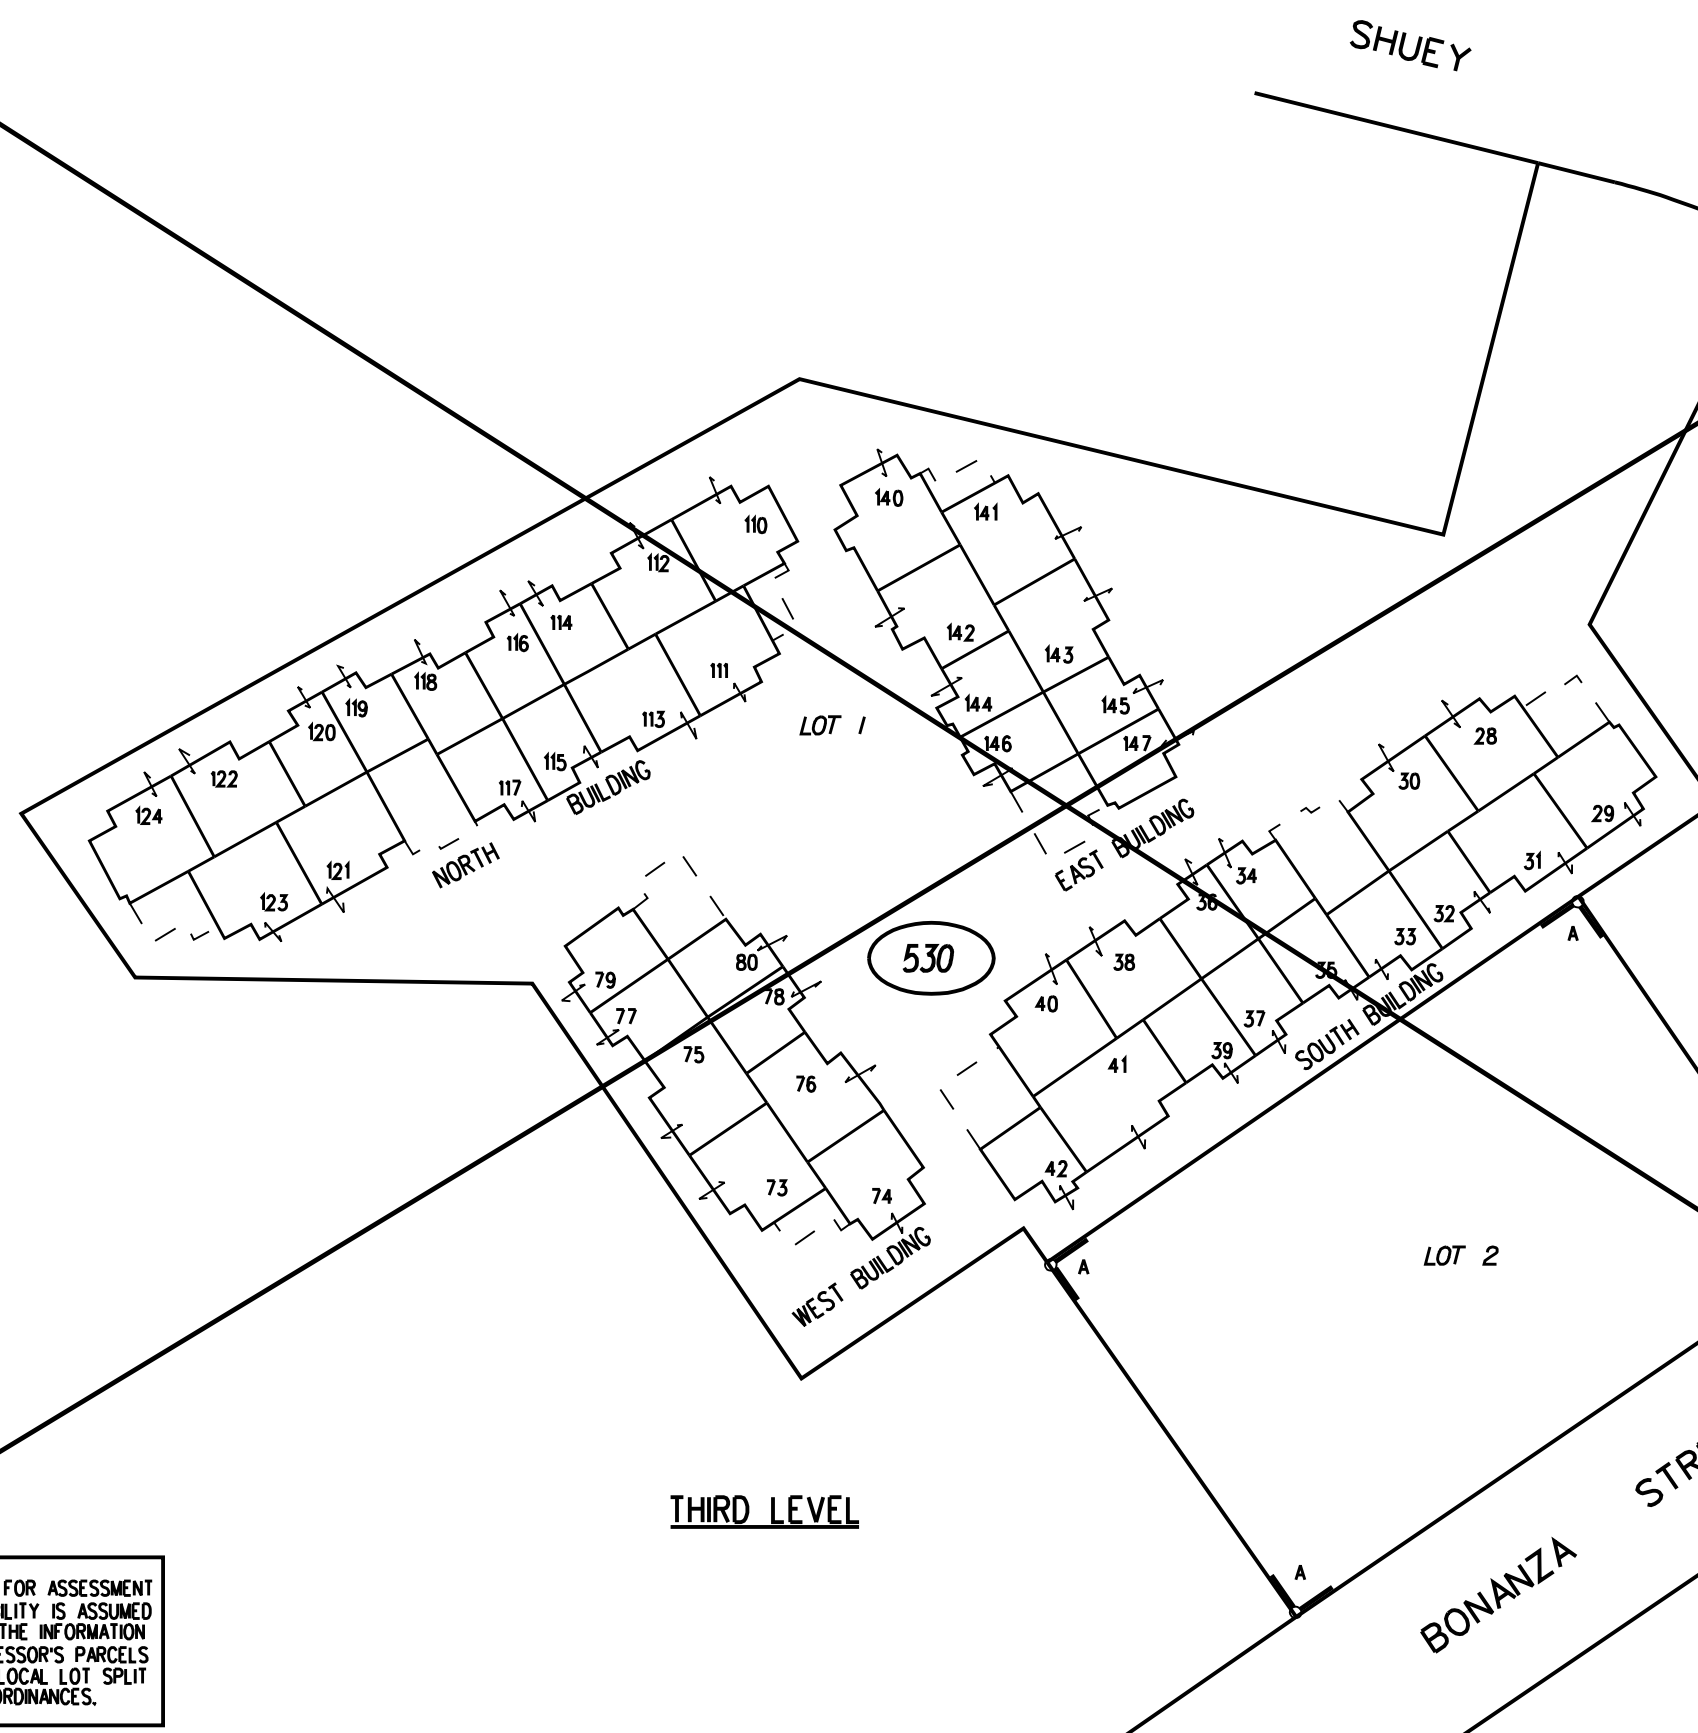 SHUEY
140
141
110
112
142
143
114
116
111
118
119
120
113
144
145
146
147
LOT 1
115
117
122
124
BUILDING
NORTH
121
123
EAST BUILDING
28
30
29
31
32
33
34
36
35
530
38
40
37
39
41
42
SOUTH BUILDING
80
79
78
77
75
76
73
74
WEST BUILDING
A
A
LOT 2
THIRD LEVEL
A
BONANZA STR
FOR ASSESSMENT
ILITY IS ASSUMED
THE INFORMATION
ESSOR'S PARCELS
LOCAL LOT SPLIT
ORDINANCES.